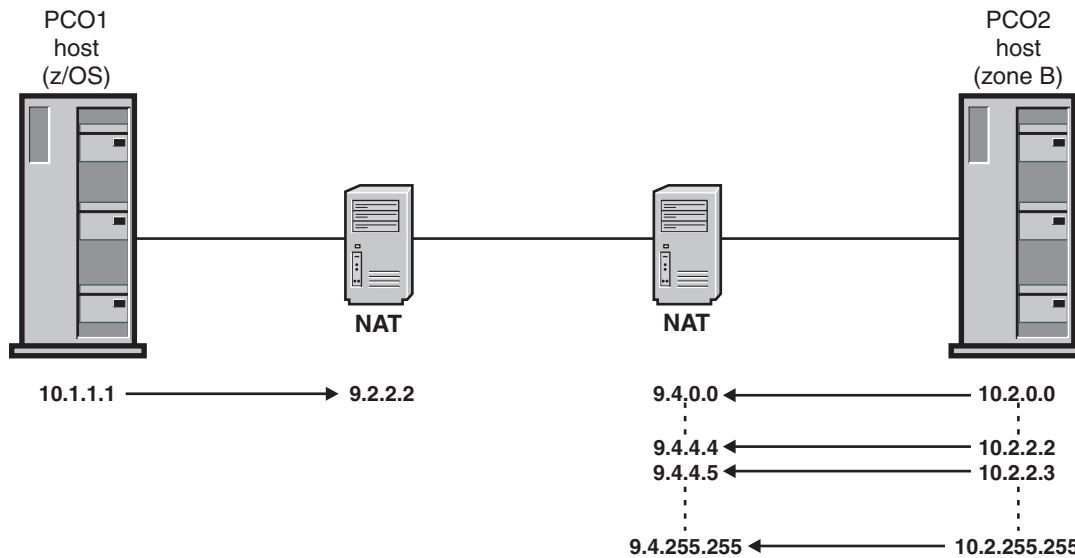 PCO1
host
(z/OS)
PCO2
host
(zone B)
NAT
NAT
10.1.1.1
9.2.2.2
9.4.0.0
10.2.0.0
9.4.4.4
10.2.2.2
9.4.4.5
10.2.2.3
9.4.255.255
10.2.255.255